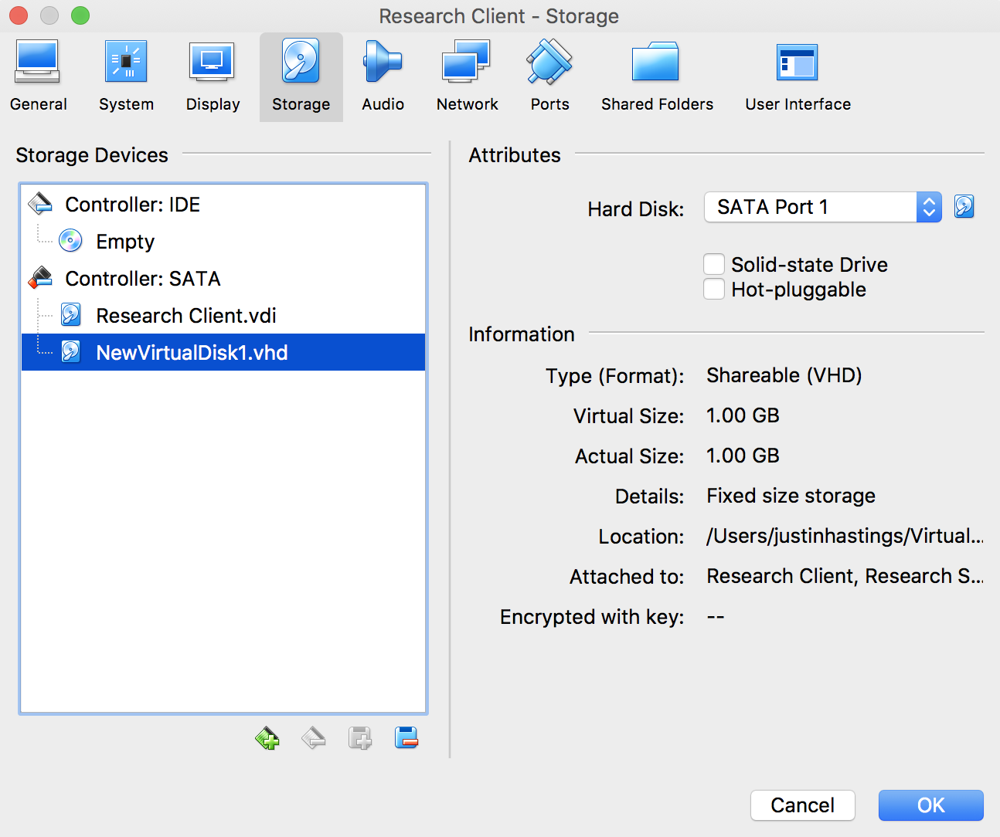 Research Client - Storage
General System Display Storage Audio Network Ports Shared Folders User Interface
Storage Devices
Controller: IDE
Empty
Controller: SATA
Research Client.vdi
NewVirtualDisk1.vhd
Attributes
Hard Disk: SATA Port 1
Solid-state Drive
Hot-pluggable
Information
Type (Format): Shareable (VHD)
Virtual Size: 1.00 GB
Actual Size: 1.00 GB
Details: Fixed size storage
Location: /Users/justinhastings/Virtual...
Attached to: Research Client, Research S...
Encrypted with key: --
Cancel OK